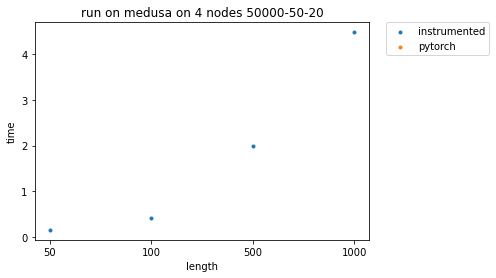 run on medusa on 4 nodes 50000-50-20
instrumented
pytorch
4
3
2
1
0
time
50 100 500 1000
length